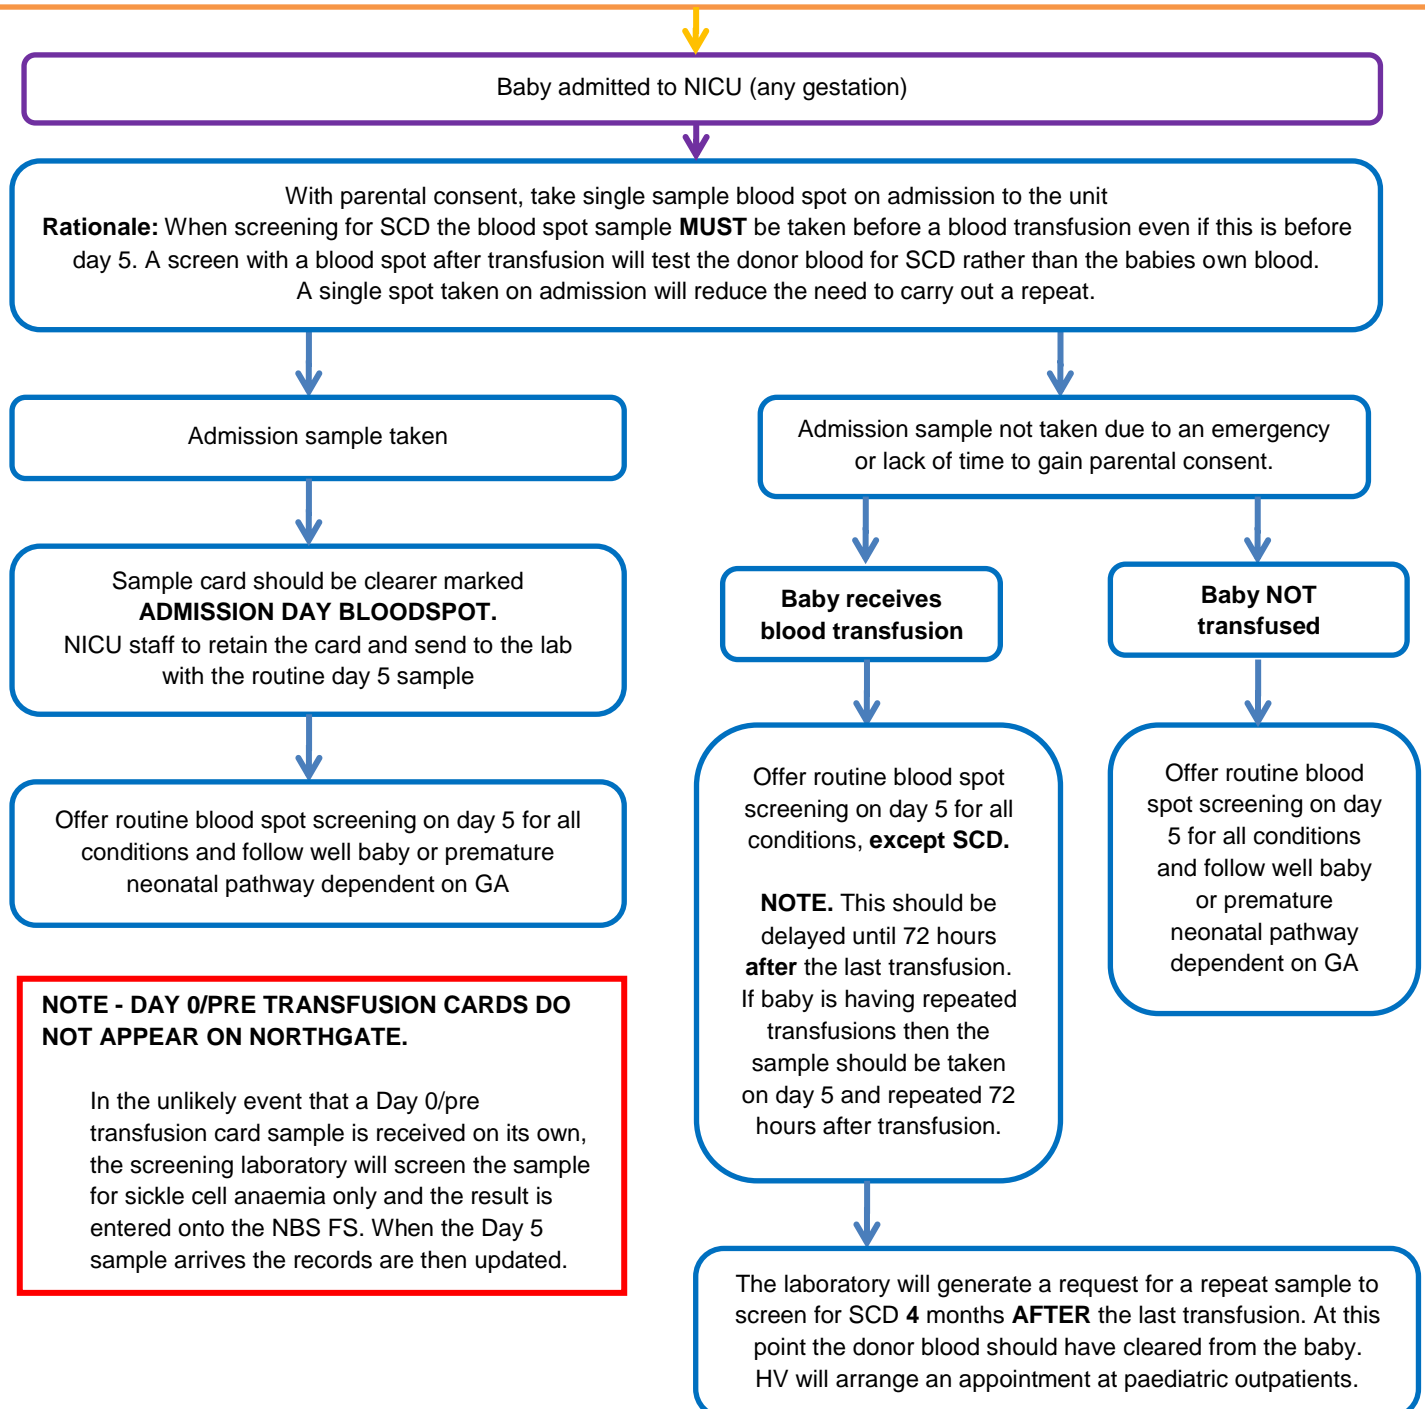 Baby admitted to NICU (any gestation)
With parental consent, take single sample blood spot on admission to the unit
Rationale: When screening for SCD the blood spot sample MUST be taken before a blood transfusion even if this is before
day 5. A screen with a blood spot after transfusion will test the donor blood for SCD rather than the babies own blood.
A single spot taken on admission will reduce the need to carry out a repeat.
Admission sample taken
Sample card should be clearer marked
ADMISSION DAY BLOODSPOT.
NICU staff to retain the card and send to the lab
with the routine day 5 sample
Offer routine blood spot screening on day 5 for all
conditions and follow well baby or premature
neonatal pathway dependent on GA
NOTE - DAY 0/PRE TRANSFUSION CARDS DO
NOT APPEAR ON NORTHGATE.
In the unlikely event that a Day 0/pre
transfusion card sample is received on its own,
the screening laboratory will screen the sample
for sickle cell anaemia only and the result is
entered onto the NBS FS. When the Day 5
sample arrives the records are then updated.
Admission sample not taken due to an emergency
or lack of time to gain parental consent.
Baby receives
blood transfusion
Offer routine blood spot
screening on day 5 for all
conditions, except SCD.
NOTE. This should be
delayed until 72 hours
after the last transfusion.
If baby is having repeated
transfusions then the
sample should be taken
on day 5 and repeated 72
hours after transfusion.
The laboratory will generate a request for a repeat sample to
screen for SCD 4 months AFTER the last transfusion. At this
point the donor blood should have cleared from the baby.
HV will arrange an appointment at paediatric outpatients.
Baby NOT
transfused
Offer routine blood
spot screening on day
5 for all conditions
and follow well baby
or premature
neonatal pathway
dependent on GA